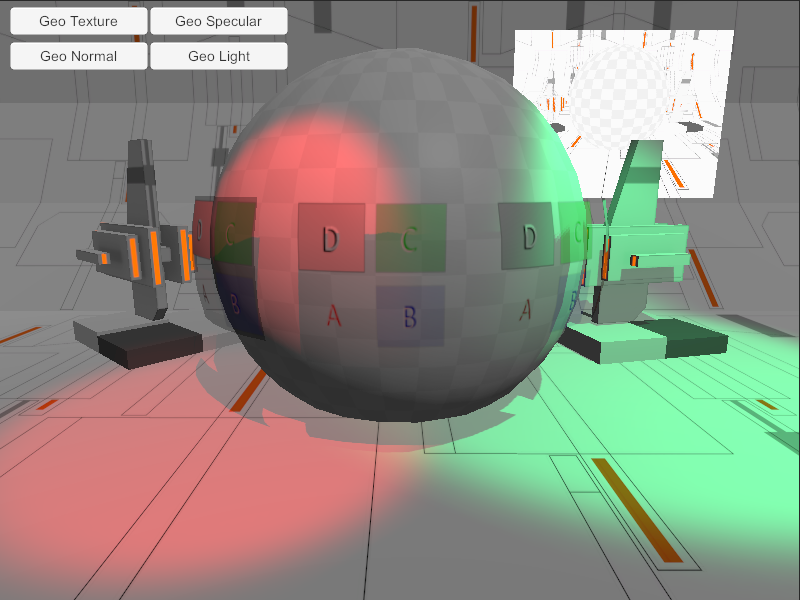 Geo Texture
Geo Specular
Geo Normal
Geo Light
D C D C D C
A B A B A B